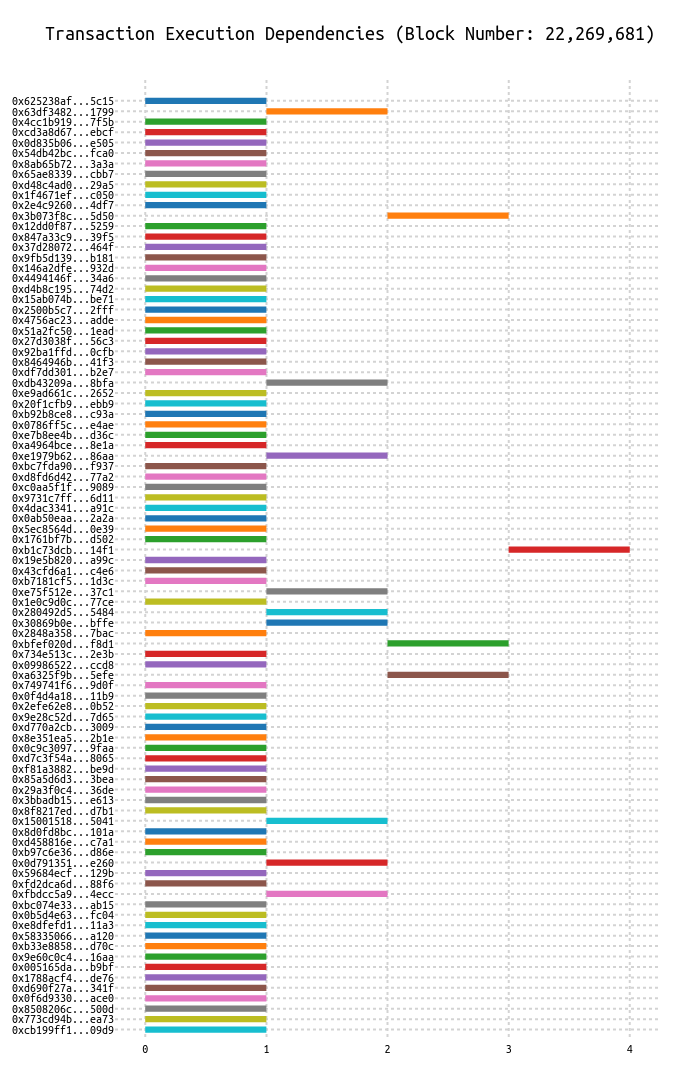 Transaction Execution Dependencies (Block Number: 22,269,681)
0x625238af...5c15
0x63df3482...1799
0x4cc1b919...7f5b
0xcd3a8d67...ebcf
0x0d835b06...e505
0x54db42bc...fca0
0x8ab65b72...3a3a
0x65ae8339...cbb7
0xd48c4ad0...29a5
0x1f4671ef...c050
0x2e4c9260...4df7
0x3b073f8c...5d50
0x12dd0f87...5259
0x847a33c9...39f5
0x37d28072...464f
0x9fb5d139...b181
0x146a2dfe...932d
0x4494146f...34a6
0xd4b8c195...74d2
0x15ab074b...be71
0x2500b5c7...2fff
0x4756ac23...adde
0x51a2fc50...1ead
0x27d3038f...56c3
0x92ba1ffd...0cfb
0x8464946b...41f3
0xdf7dd301...b2e7
0xdb43209a...8bfa
0xe9ad661c...2652
0x20f1cfb9...ebb9
0xb92b8ce8...c93a
0x0786ff5c...e4ae
0xe7b8ee4b...d36c
0xa4964bce...8e1a
0xe1979b62...86aa
0xbc7fda90...f937
0xd8fd6d42...77a2
0xc0aa5f1f...9089
0x9731c7ff...6d11
0x4dac3341...a91c
0x0ab50eaa...2a2a
0x5ec8564d...0e39
0x1761bf7b...d502
0xb1c73dcb...14f1
0x19e5b820...a99c
0x43cfd6a1...c4e6
0xb7181cf5...1d3c
0xe75f512e...37c1
0x1e0c9d0c...77ce
0x280492d5...5484
0x30869b0e...bffe
0x2848a358...7bac
0xbfef020d...f8d1
0x734e513c...2e3b
0x09986522...ccd8
0xa6325f9b...5efe
0x749741f6...9d0f
0x0f4d4a18...11b9
0x2efe62e8...0b52
0x9e28c52d...7d65
0xd770a2cb...3009
0x8e351ea5...2b1e
0x0c9c3097...9faa
0xd7c3f54a...8065
0xf81a3882...be9d
0x85a5d6d3...3bea
0x29a3f0c4...36de
0x3bbadb15...e613
0x8f8217ed...d7b1
0x15001518...5041
0x8d0fd8bc...101a
0xd458816e...c7a1
0xb97c6e36...d86e
0x0d791351...e260
0x59684ecf...129b
0xfd2dca6d...88f6
0xfbdcc5a9...4ecc
0xbc074e33...ab15
0x0b5d4e63...fc04
0xe8dfefd1...11a3
0x58335066...a120
0xb33e8858...d70c
0x9e60c0c4...16aa
0x005165da...b9bf
0x1788acf4...de76
0xd690f27a...341f
0x0f6d9330...ace0
0x8508206c...500d
0x773cd94b...ea73
0xcb199ff1...09d9
0 1 2 3 4